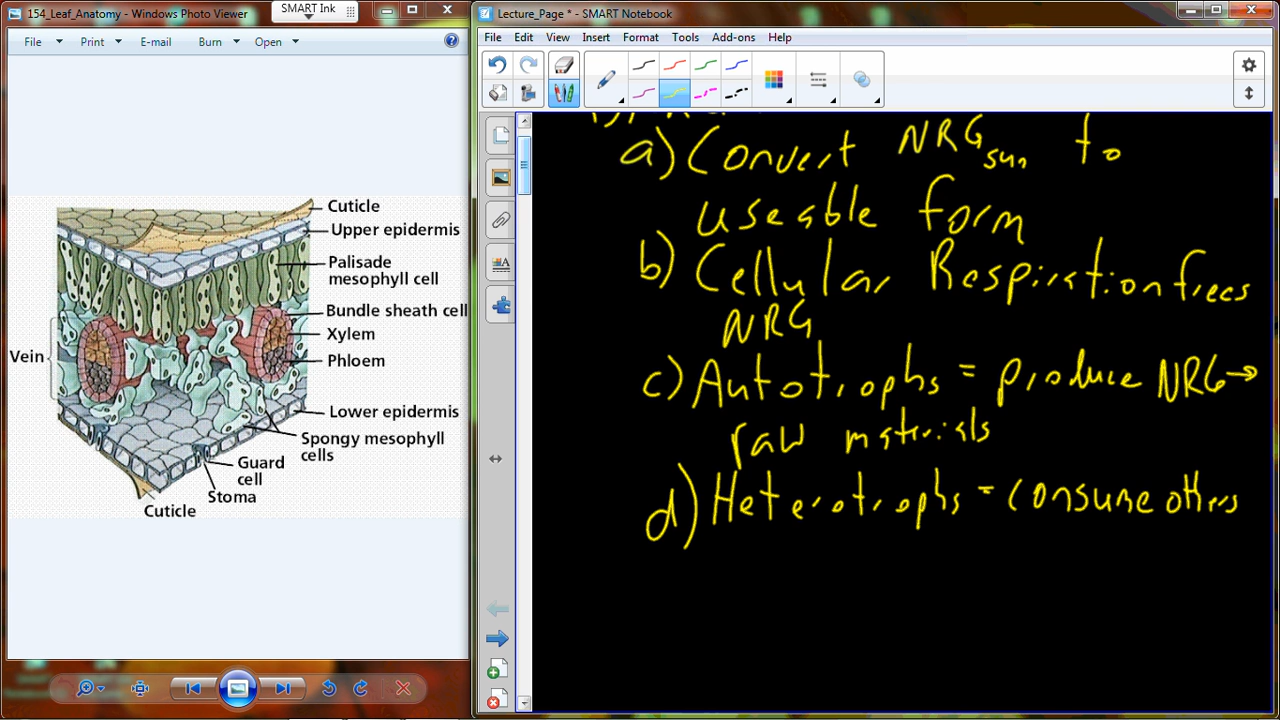 154_Leaf_Anatomy - Windows Photo Viewer
SMART Ink
File Print E-mail Burn Open
Cuticle
Upper epidermis
Palisade
mesophyll cell
Bundle sheath cell
Xylem
Vein
Phloem
Lower epidermis
Spongy mesophyll
cells
Guard
cell
Stoma
Cuticle
Lecture_Page * - SMART Notebook
File Edit View Insert Format Tools Add-ons Help
a) Convert NRGsun to
useable form
b) Cellular Respiration frees
NRG
c) Autotrophs = produce NRG →
raw materials
d) Heterotrophs = consume others